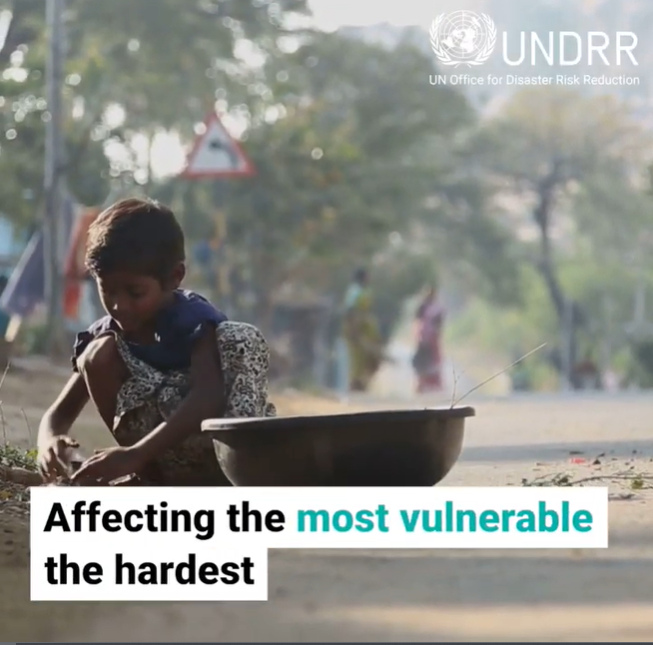 UNDRR
UN Office for Disaster Risk Reduction
Affecting the most vulnerable
the hardest